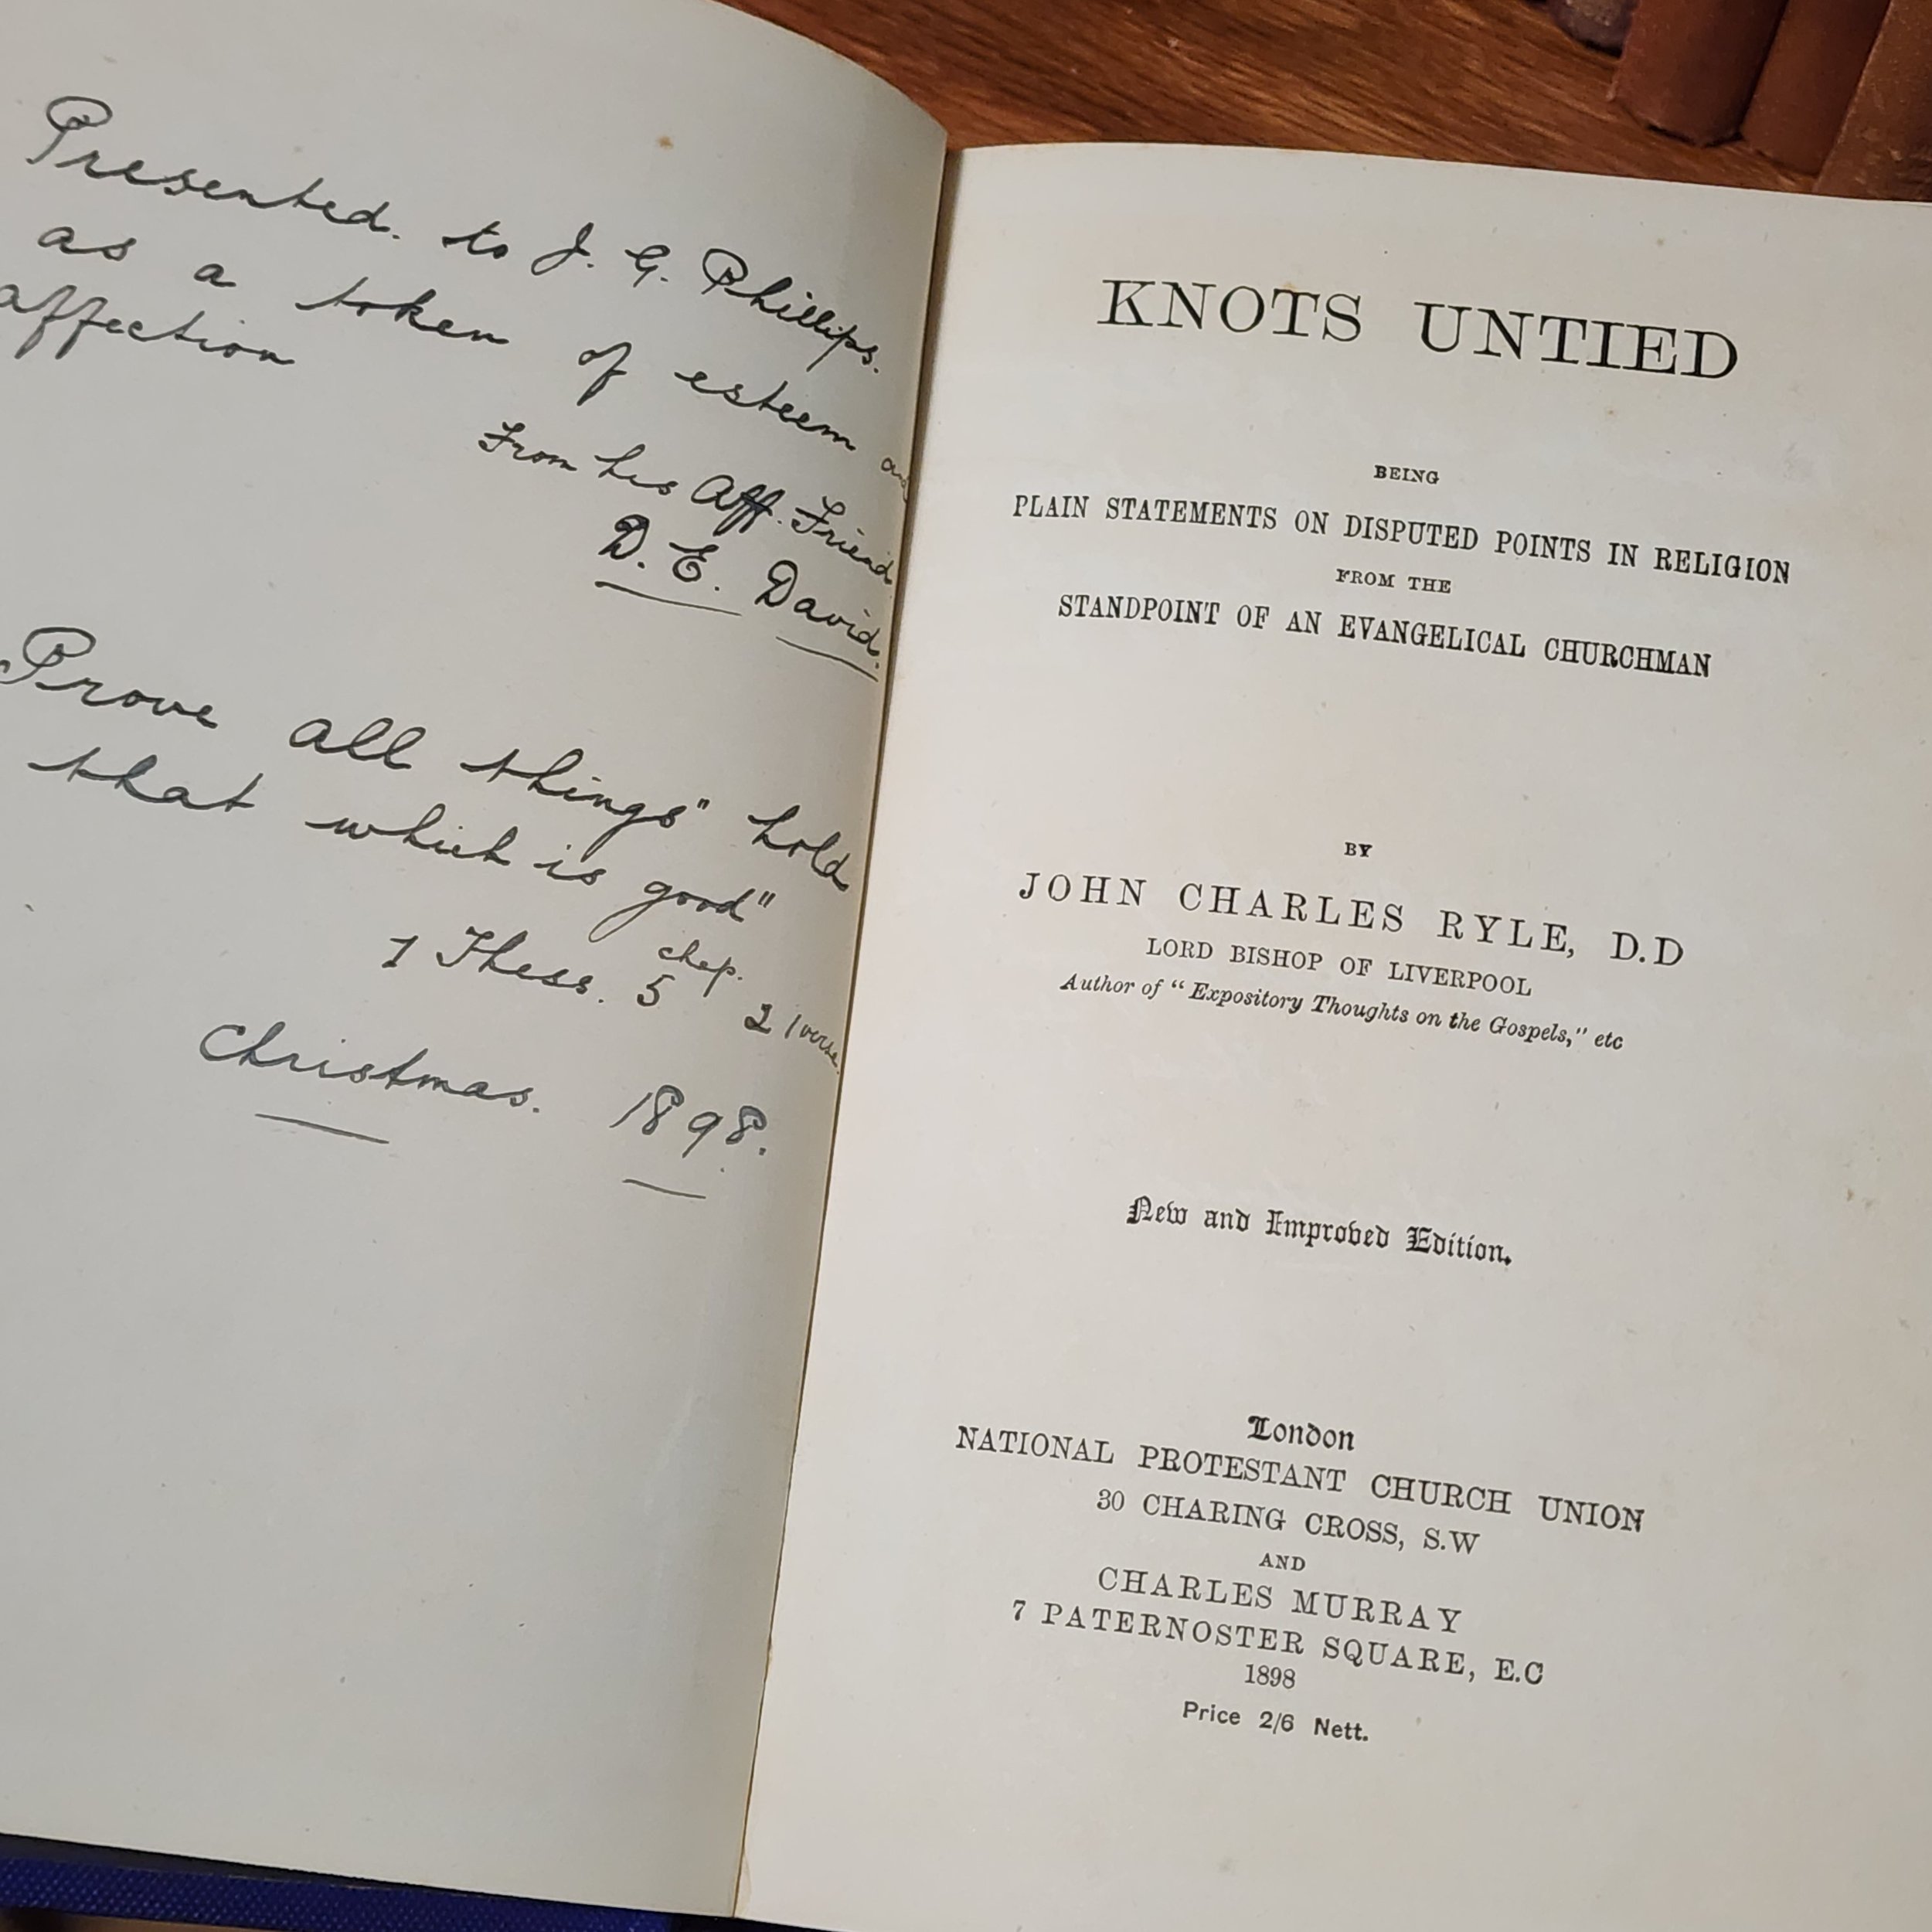 Presented. to J. G. Phillips.
as a token of esteem and
affection
From his Aff. Friend
D. E. David.
"Prove all things" hold
that which is good"
1 Thess. 5 chap. 21 verse.
Christmas. 1898.
KNOTS UNTIED
BEING
PLAIN STATEMENTS ON DISPUTED POINTS IN RELIGION
FROM THE
STANDPOINT OF AN EVANGELICAL CHURCHMAN
BY
JOHN CHARLES RYLE, D.D
LORD BISHOP OF LIVERPOOL
Author of "Expository Thoughts on the Gospels," etc
New and Improved Edition.
London
NATIONAL PROTESTANT CHURCH UNION
30 CHARING CROSS, S.W
AND
CHARLES MURRAY
7 PATERNOSTER SQUARE, E.C
1898
Price 2/6 Nett.